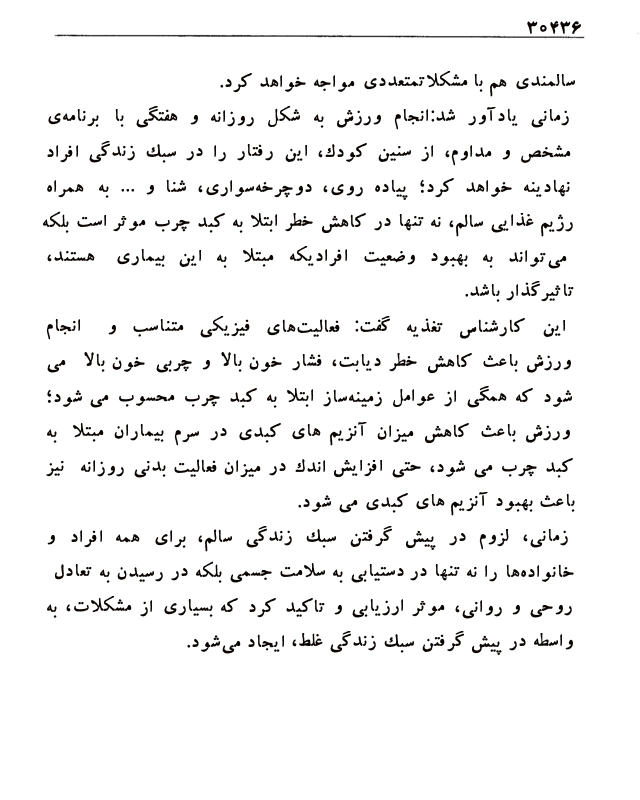 ۳۰۴۳۶
سالمندی هم با مشکلاتمتعددی مواجه خواهد کرد.
زمانی یادآور شد:انجام ورزش به شکل روزانه و هفتگی با برنامه‌ی
مشخص و مداوم، از سنین کودك، این رفتار را در سبك زندگی افراد
نهادینه خواهد کرد؛ پیاده روی، دوچرخه‌سواری، شنا و ... به همراه
رژیم غذایی سالم، نه تنها در کاهش خطر ابتلا به کبد چرب موثر است بلکه
می‌تواند به بهبود وضعیت افرادیکه مبتلا به این بیماری هستند،
تاثیرگذار باشد.
این کارشناس تغذیه گفت: فعالیت‌های فیزیکی متناسب و انجام
ورزش باعث کاهش خطر دیابت، فشار خون بالا و چربی خون بالا می
شود که همگی از عوامل زمینه‌ساز ابتلا به کبد چرب محسوب می شود؛
ورزش باعث کاهش میزان آنزیم های کبدی در سرم بیماران مبتلا به
کبد چرب می شود، حتی افزایش اندك در میزان فعالیت بدنی روزانه نیز
باعث بهبود آنزیم های کبدی می شود.
زمانی، لزوم در پیش گرفتن سبك زندگی سالم، برای همه افراد و
خانواده‌ها را نه تنها در دستیابی به سلامت جسمی بلکه در رسیدن به تعادل
روحی و روانی، موثر ارزیابی و تاکید کرد که بسیاری از مشکلات، به
واسطه در پیش گرفتن سبك زندگی غلط، ایجاد می‌شود.